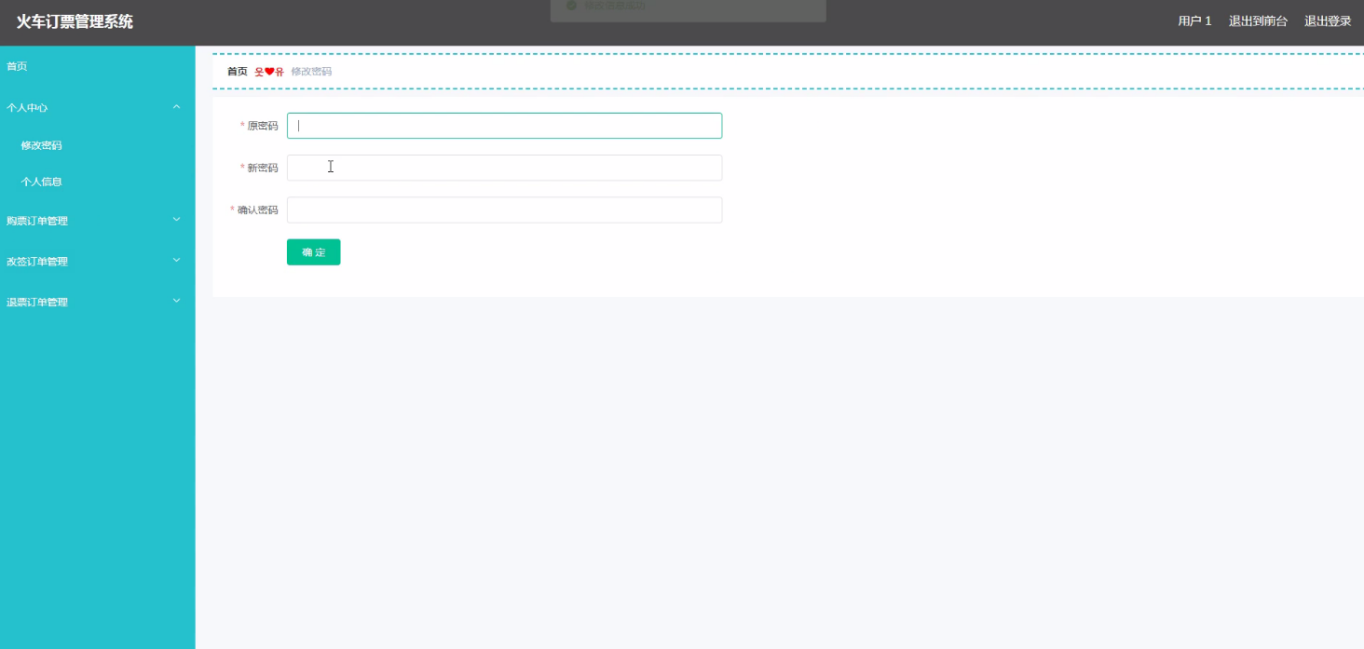 火车订票管理系统
用户 1 退出到前台 退出登录
首页
个人中心
修改密码
个人信息
购票订单管理
改签订单管理
退票订单管理
首页 웃❤유 修改密码
* 原密码
* 新密码
* 确认密码
确 定